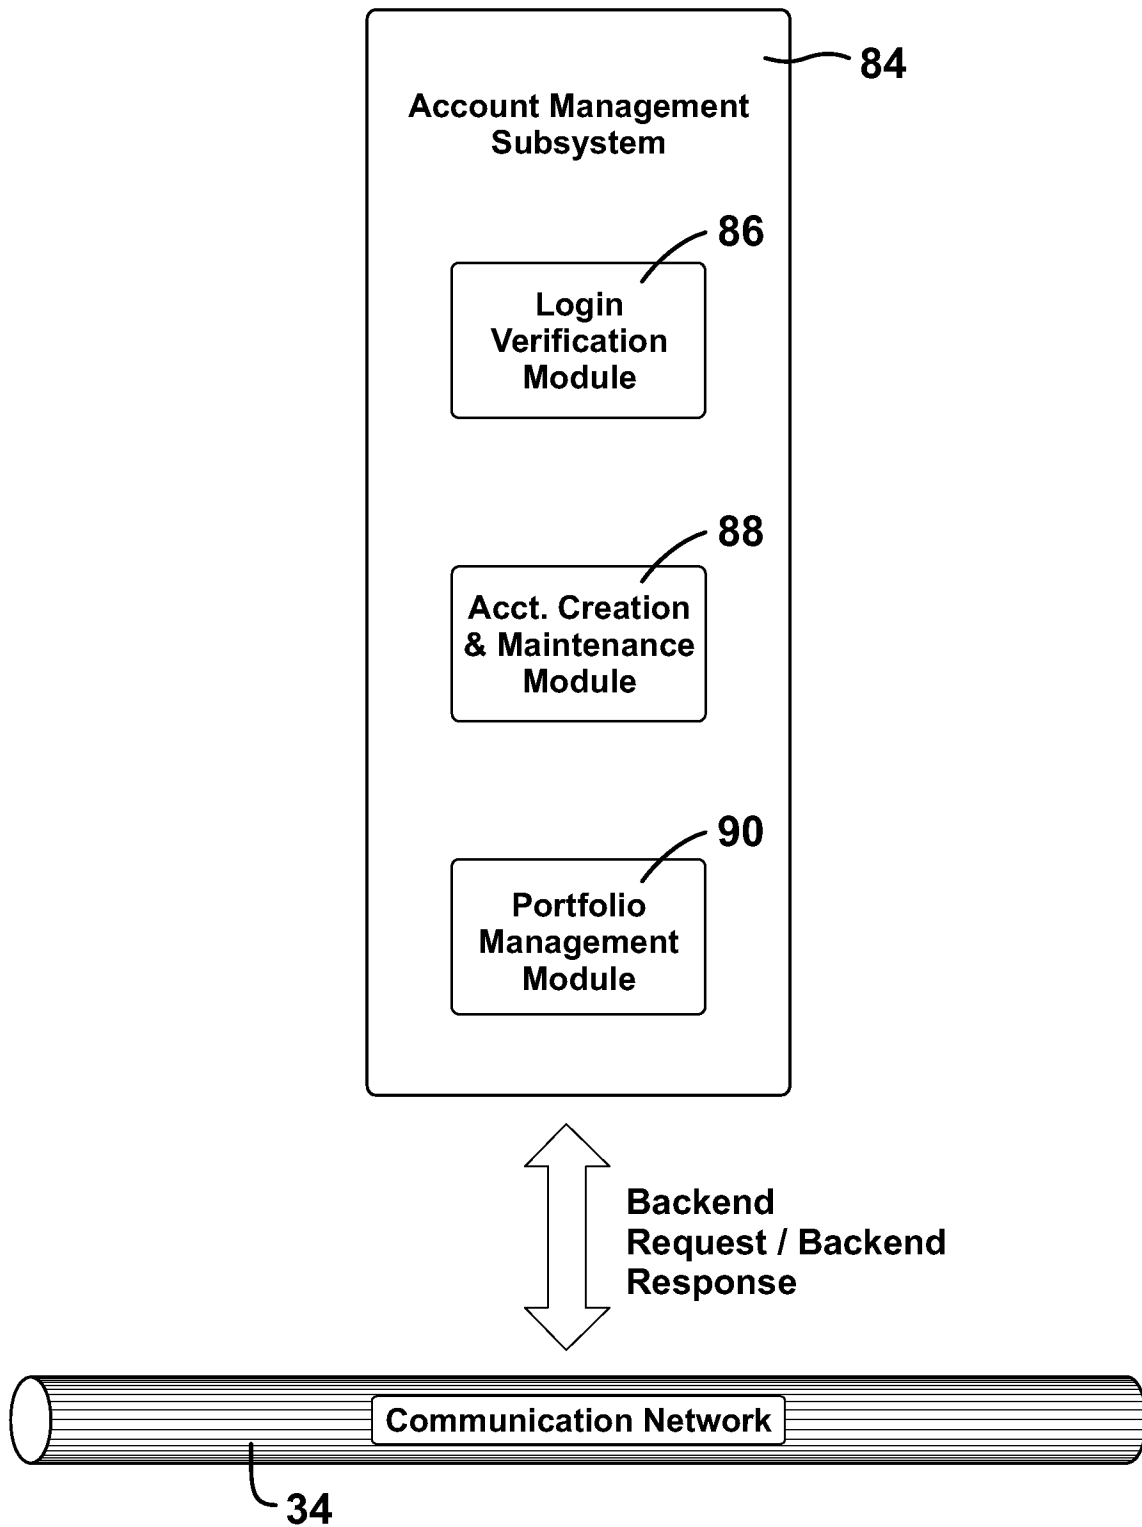 84
Account Management
Subsystem
86
Login
Verification
Module
88
Acct. Creation
& Maintenance
Module
90
Portfolio
Management
Module
Backend
Request / Backend
Response
Communication Network
34